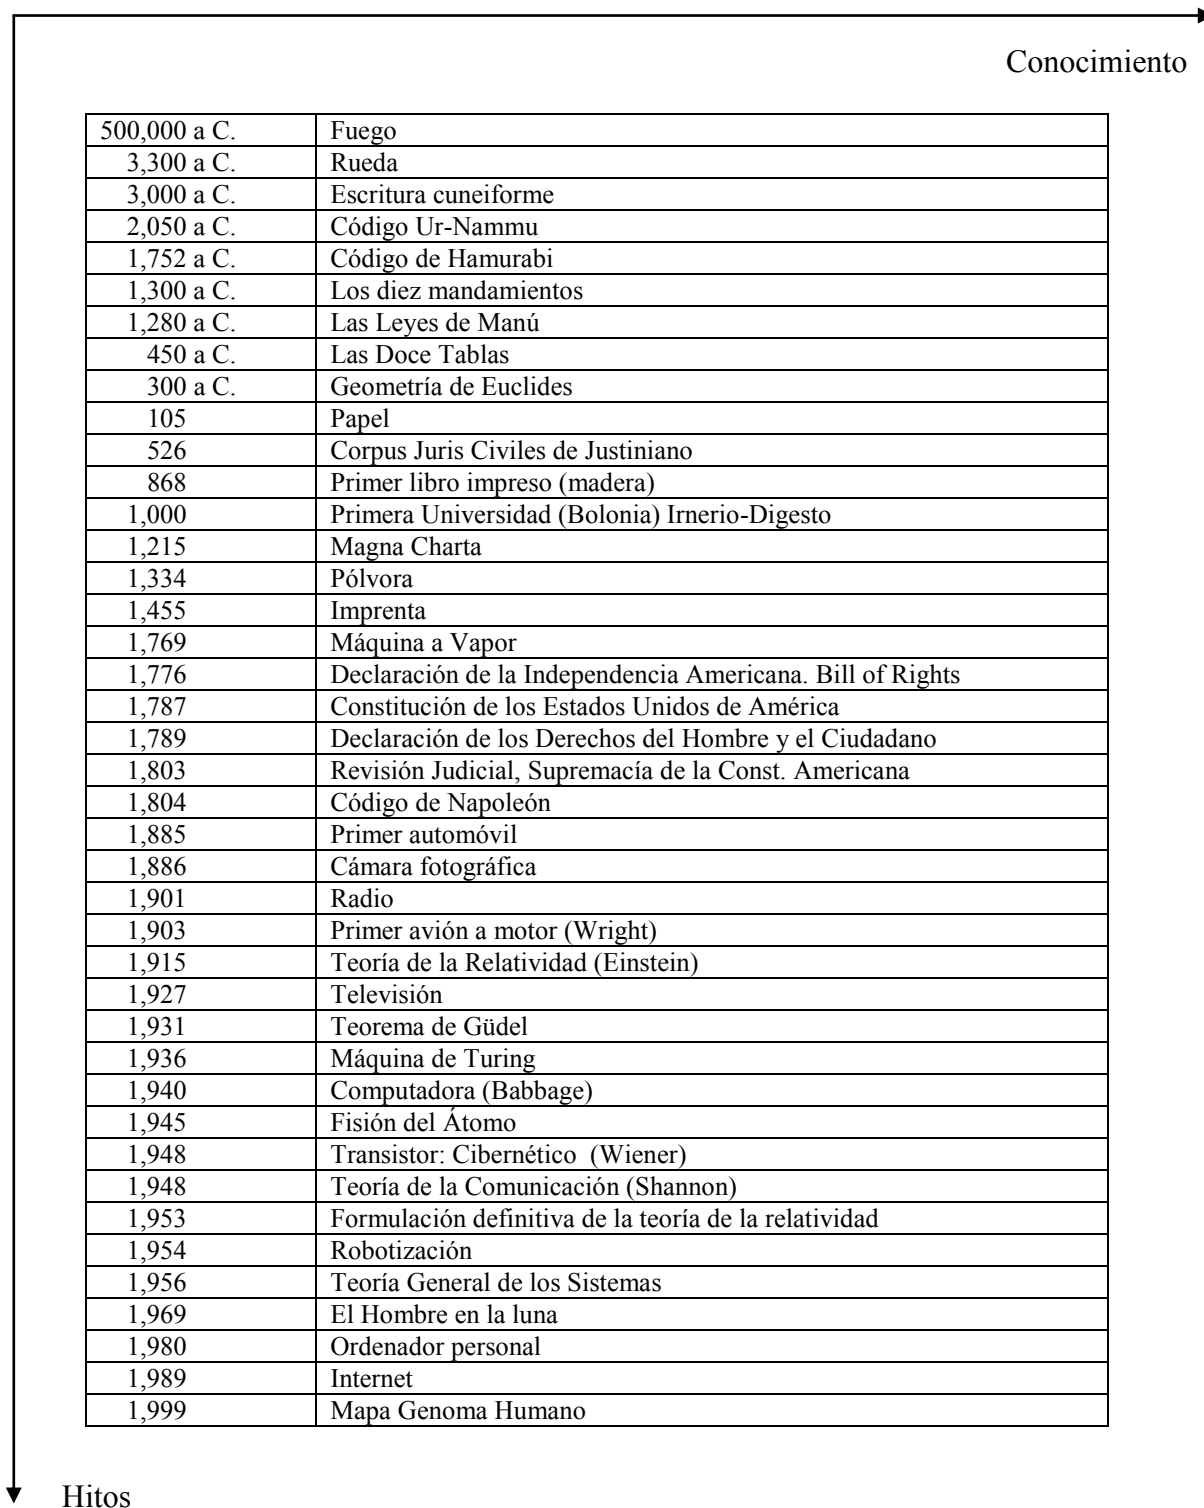 Conocimiento
500,000 a C. Fuego
3,300 a C. Rueda
3,000 a C. Escritura cuneiforme
2,050 a C. Código Ur-Nammu
1,752 a C. Código de Hamurabi
1,300 a C. Los diez mandamientos
1,280 a C. Las Leyes de Manú
450 a C. Las Doce Tablas
300 a C. Geometría de Euclides
105 Papel
526 Corpus Juris Civiles de Justiniano
868 Primer libro impreso (madera)
1,000 Primera Universidad (Bolonia) Irnerio-Digesto
1,215 Magna Charta
1,334 Pólvora
1,455 Imprenta
1,769 Máquina a Vapor
1,776 Declaración de la Independencia Americana. Bill of Rights
1,787 Constitución de los Estados Unidos de América
1,789 Declaración de los Derechos del Hombre y el Ciudadano
1,803 Revisión Judicial, Supremacía de la Const. Americana
1,804 Código de Napoleón
1,885 Primer automóvil
1,886 Cámara fotográfica
1,901 Radio
1,903 Primer avión a motor (Wright)
1,915 Teoría de la Relatividad (Einstein)
1,927 Televisión
1,931 Teorema de Güdel
1,936 Máquina de Turing
1,940 Computadora (Babbage)
1,945 Fisión del Átomo
1,948 Transistor: Cibernético (Wiener)
1,948 Teoría de la Comunicación (Shannon)
1,953 Formulación definitiva de la teoría de la relatividad
1,954 Robotización
1,956 Teoría General de los Sistemas
1,969 El Hombre en la luna
1,980 Ordenador personal
1,989 Internet
1,999 Mapa Genoma Humano
Hitos